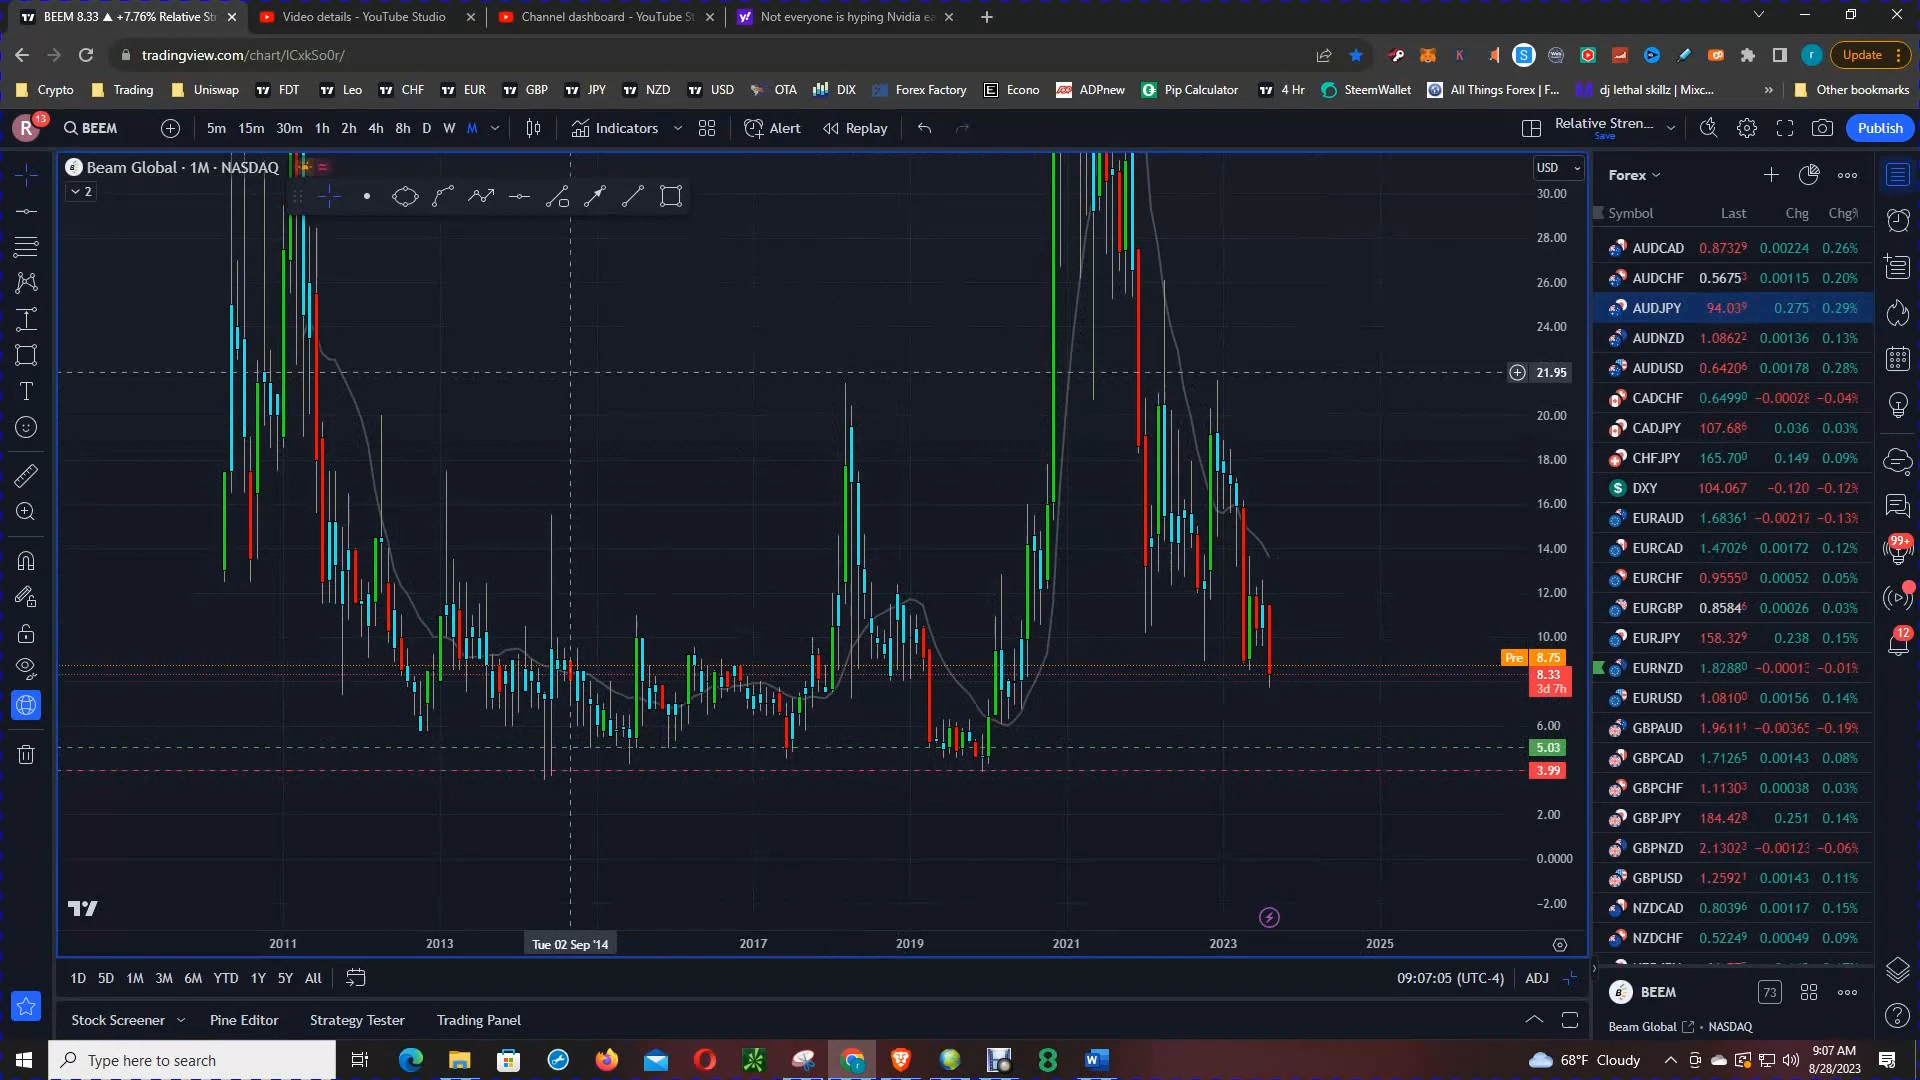 BEEM 8.33 ▲ +7.76% Relative Str
Video details - YouTube Studio
Channel dashboard - YouTube St
Not everyone is hyping Nvidia ea
tradingview.com/chart/lCxkSo0r/
Update
Crypto
Trading
Uniswap
FDT
Leo
CHF
EUR
GBP
JPY
NZD
USD
OTA
DIX
Forex Factory
Econo
ADPnew
Pip Calculator
4 Hr
SteemWallet
All Things Forex | F...
dj lethal skillz | Mixc...
»
Other bookmarks
R 13
BEEM
5m 15m 30m 1h 2h 4h 8h D W M
Indicators
Alert
Replay
Relative Stren...
Save
Publish
Beam Global · 1M · NASDAQ
2
USD
30.00
28.00
26.00
24.00
21.95
20.00
18.00
16.00
14.00
12.00
10.00
Pre 8.75
8.33
3d 7h
6.00
5.03
3.99
2.00
0.0000
−2.00
2011 2013 Tue 02 Sep '14 2017 2019 2021 2023 2025
1D 5D 1M 3M 6M YTD 1Y 5Y All
09:07:05 (UTC-4) ADJ
Stock Screener Pine Editor Strategy Tester Trading Panel
Forex
Symbol Last Chg Chg%
AUDCAD 0.87329 0.00224 0.26%
AUDCHF 0.56753 0.00115 0.20%
AUDJPY 94.039 0.275 0.29%
AUDNZD 1.08622 0.00136 0.13%
AUDUSD 0.64206 0.00178 0.28%
CADCHF 0.64990 −0.00028 −0.04%
CADJPY 107.686 0.036 0.03%
CHFJPY 165.700 0.149 0.09%
DXY 104.067 −0.120 −0.12%
EURAUD 1.68361 −0.00217 −0.13%
EURCAD 1.47026 0.00172 0.12%
EURCHF 0.95550 0.00052 0.05%
EURGBP 0.85846 0.00026 0.03%
EURJPY 158.329 0.238 0.15%
EURNZD 1.82880 −0.00013 −0.01%
EURUSD 1.08100 0.00156 0.14%
GBPAUD 1.96111 −0.00365 −0.19%
GBPCAD 1.71265 0.00143 0.08%
GBPCHF 1.11303 0.00038 0.03%
GBPJPY 184.428 0.251 0.14%
GBPNZD 2.13023 −0.00123 −0.06%
GBPUSD 1.25921 0.00143 0.11%
NZDCAD 0.80396 0.00117 0.15%
NZDCHF 0.52249 0.00049 0.09%
BEEM 73
Beam Global • NASDAQ
99+
12
Type here to search
68°F Cloudy
9:07 AM
8/28/2023